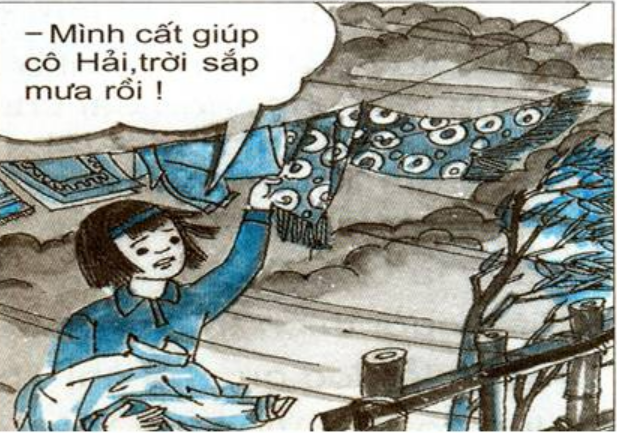 – Mình cất giúp
cô Hải,trời sắp
mưa rồi !